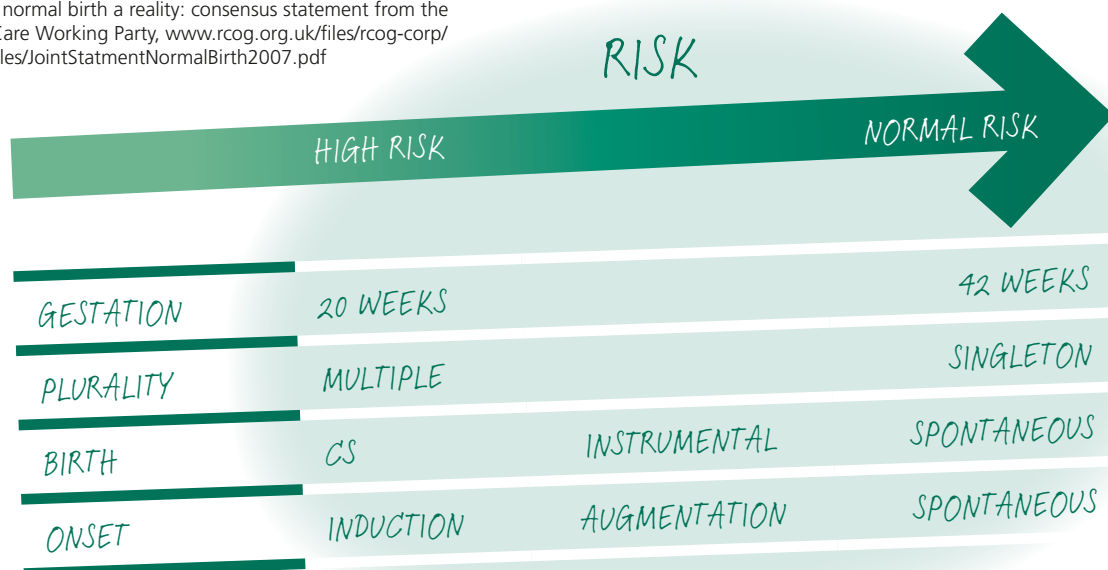 normal birth a reality: consensus statement from the
Care Working Party, www.rcog.org.uk/files/rcog-corp/
les/JointStatmentNormalBirth2007.pdf
RISK
HIGH RISK NORMAL RISK
GESTATION 20 WEEKS 42 WEEKS
PLURALITY MULTIPLE SINGLETON
BIRTH CS INSTRUMENTAL SPONTANEOUS
ONSET INDUCTION AUGMENTATION SPONTANEOUS